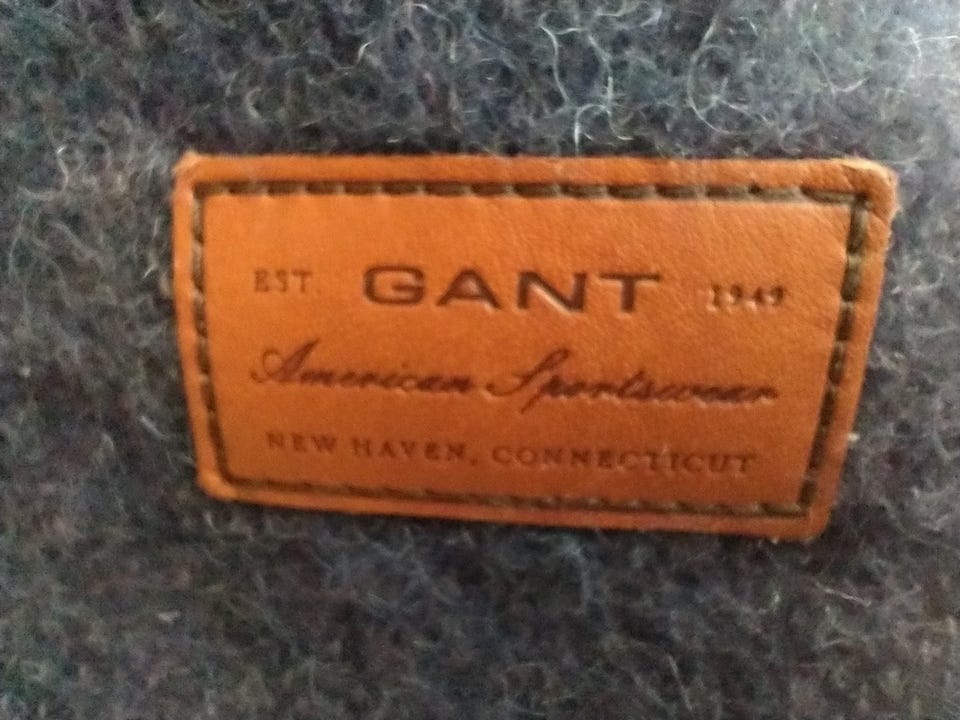 EST GANT 1949
American Sportswear
NEW HAVEN, CONNECTICUT